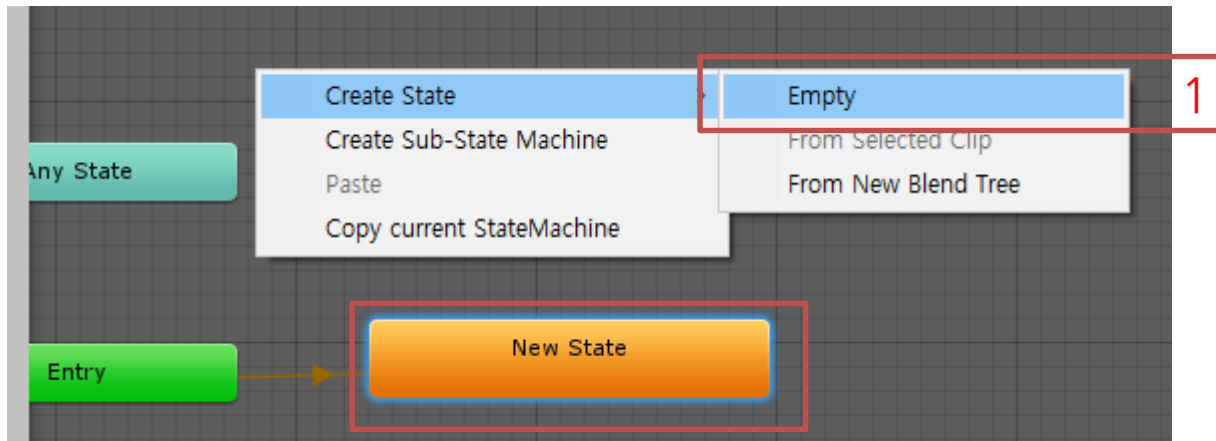 Create State
Empty
1
Create Sub-State Machine
From Selected Clip
Any State
Paste
From New Blend Tree
Copy current StateMachine
New State
Entry